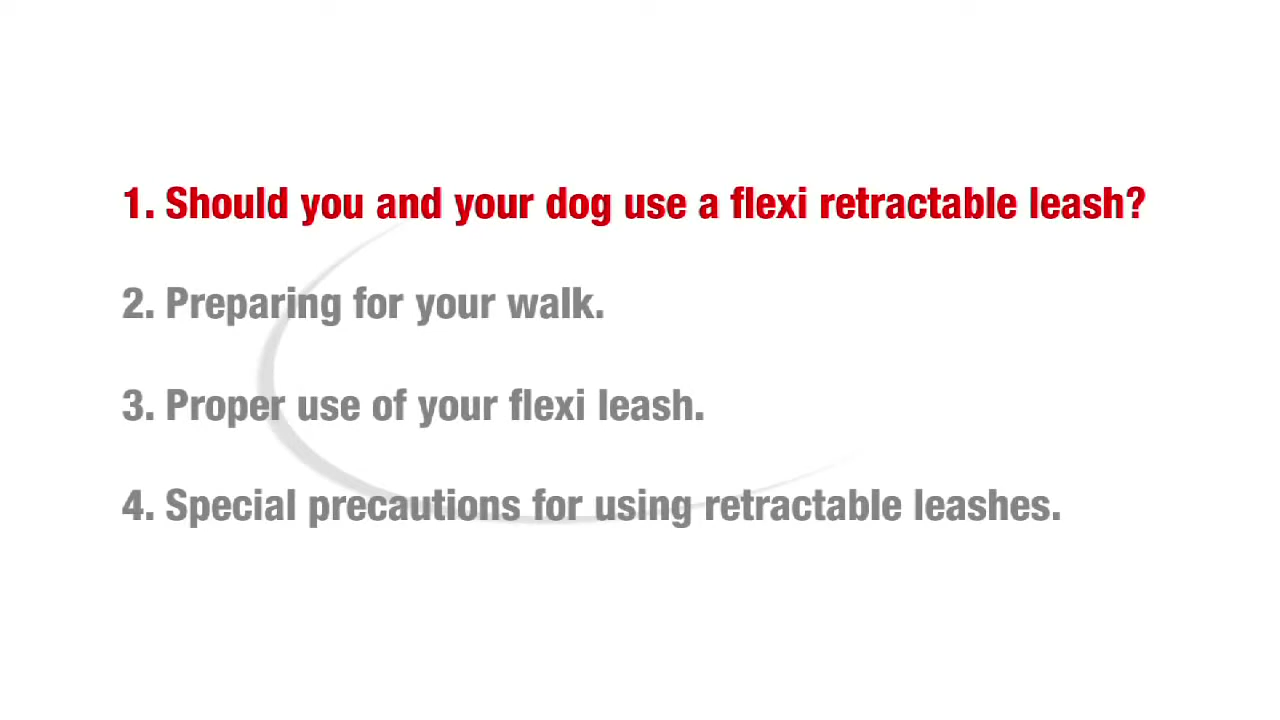 1. Should you and your dog use a flexi retractable leash?
2. Preparing for your walk.
3. Proper use of your flexi leash.
4. Special precautions for using retractable leashes.